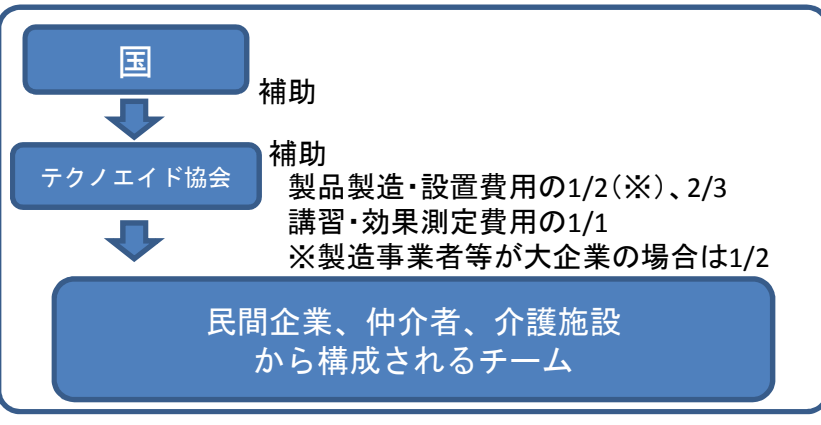 国
補助
テクノエイド協会
補助
製品製造・設置費用の1/2(※)、2/3
講習・効果測定費用の1/1
※製造事業者等が大企業の場合は1/2
民間企業、仲介者、介護施設
から構成されるチーム